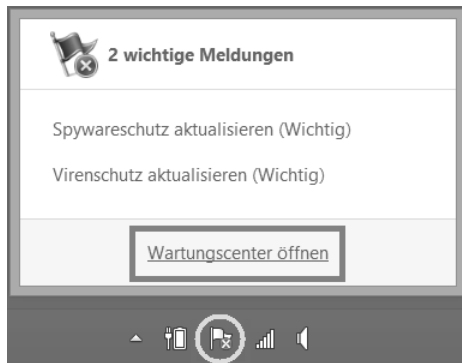 2 wichtige Meldungen
Spywareschutz aktualisieren (Wichtig)
Virenschutz aktualisieren (Wichtig)
Wartungscenter öffnen